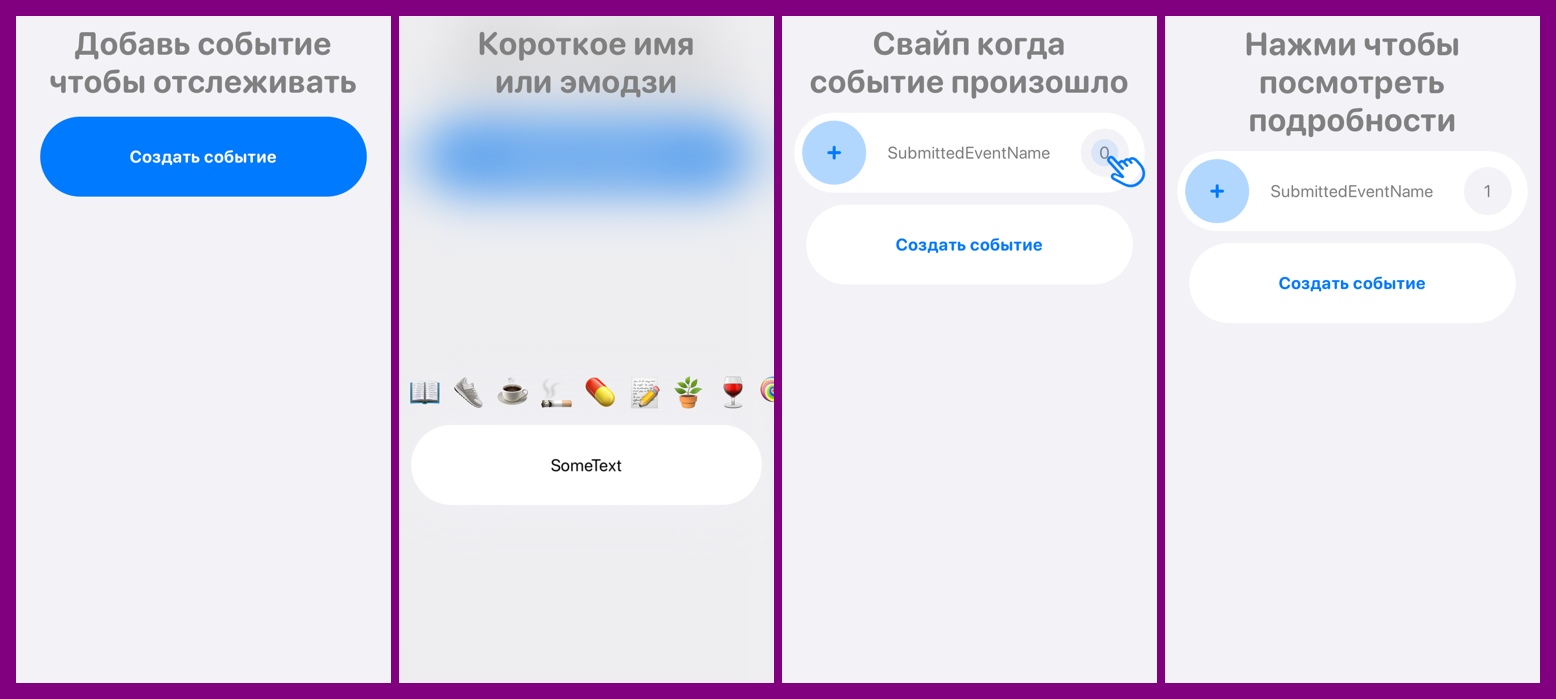 Добавь событие
чтобы отслеживать
Создать событие
Короткое имя
или эмодзи
SomeText
Свайп когда
событие произошло
+ SubmittedEventName 0
Создать событие
Нажми чтобы
посмотреть
подробности
+ SubmittedEventName 1
Создать событие